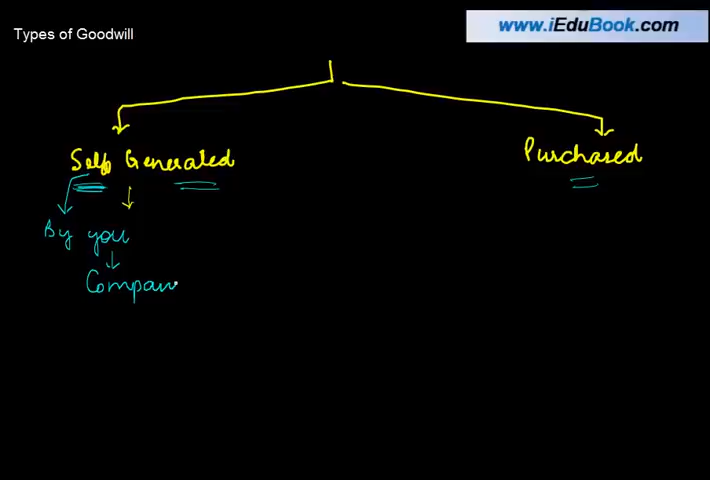 Types of Goodwill
www.iEduBook.com
Self Generated
Purchased
By you
Compan